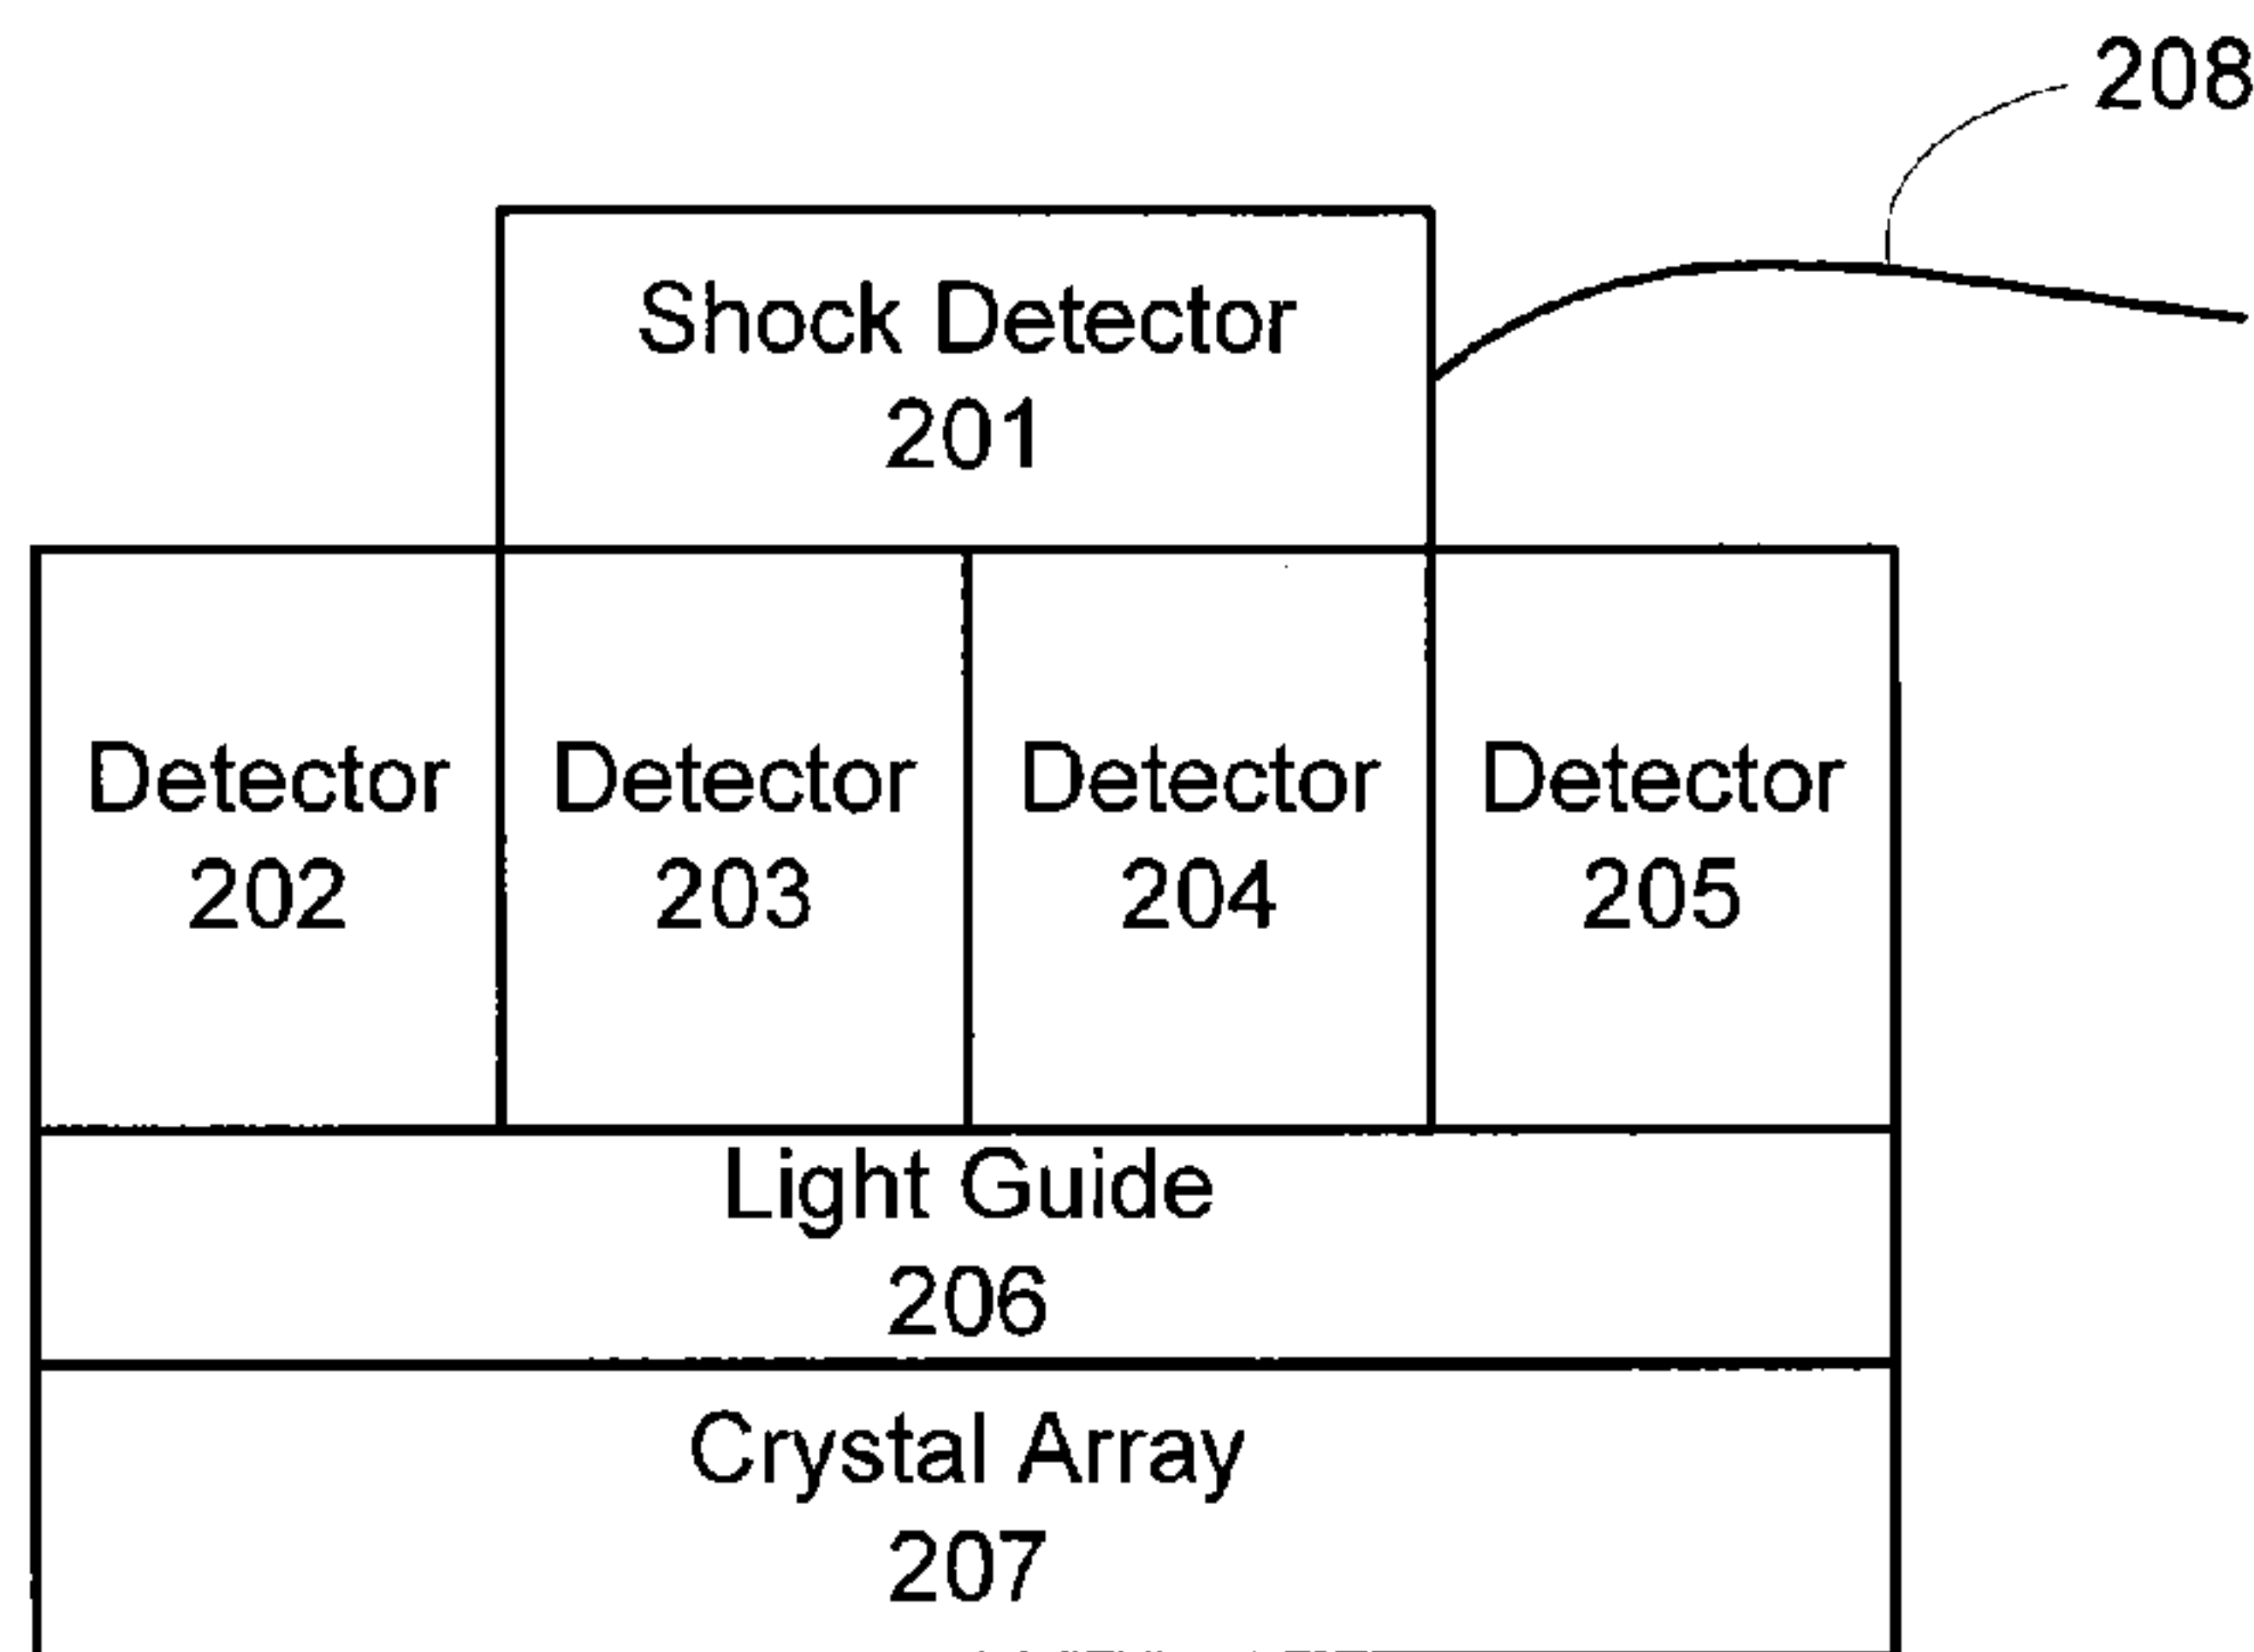 208
Shock Detector
201
Detector Detector Detector Detector
202 203 204 205
Light Guide
206
Crystal Array
207